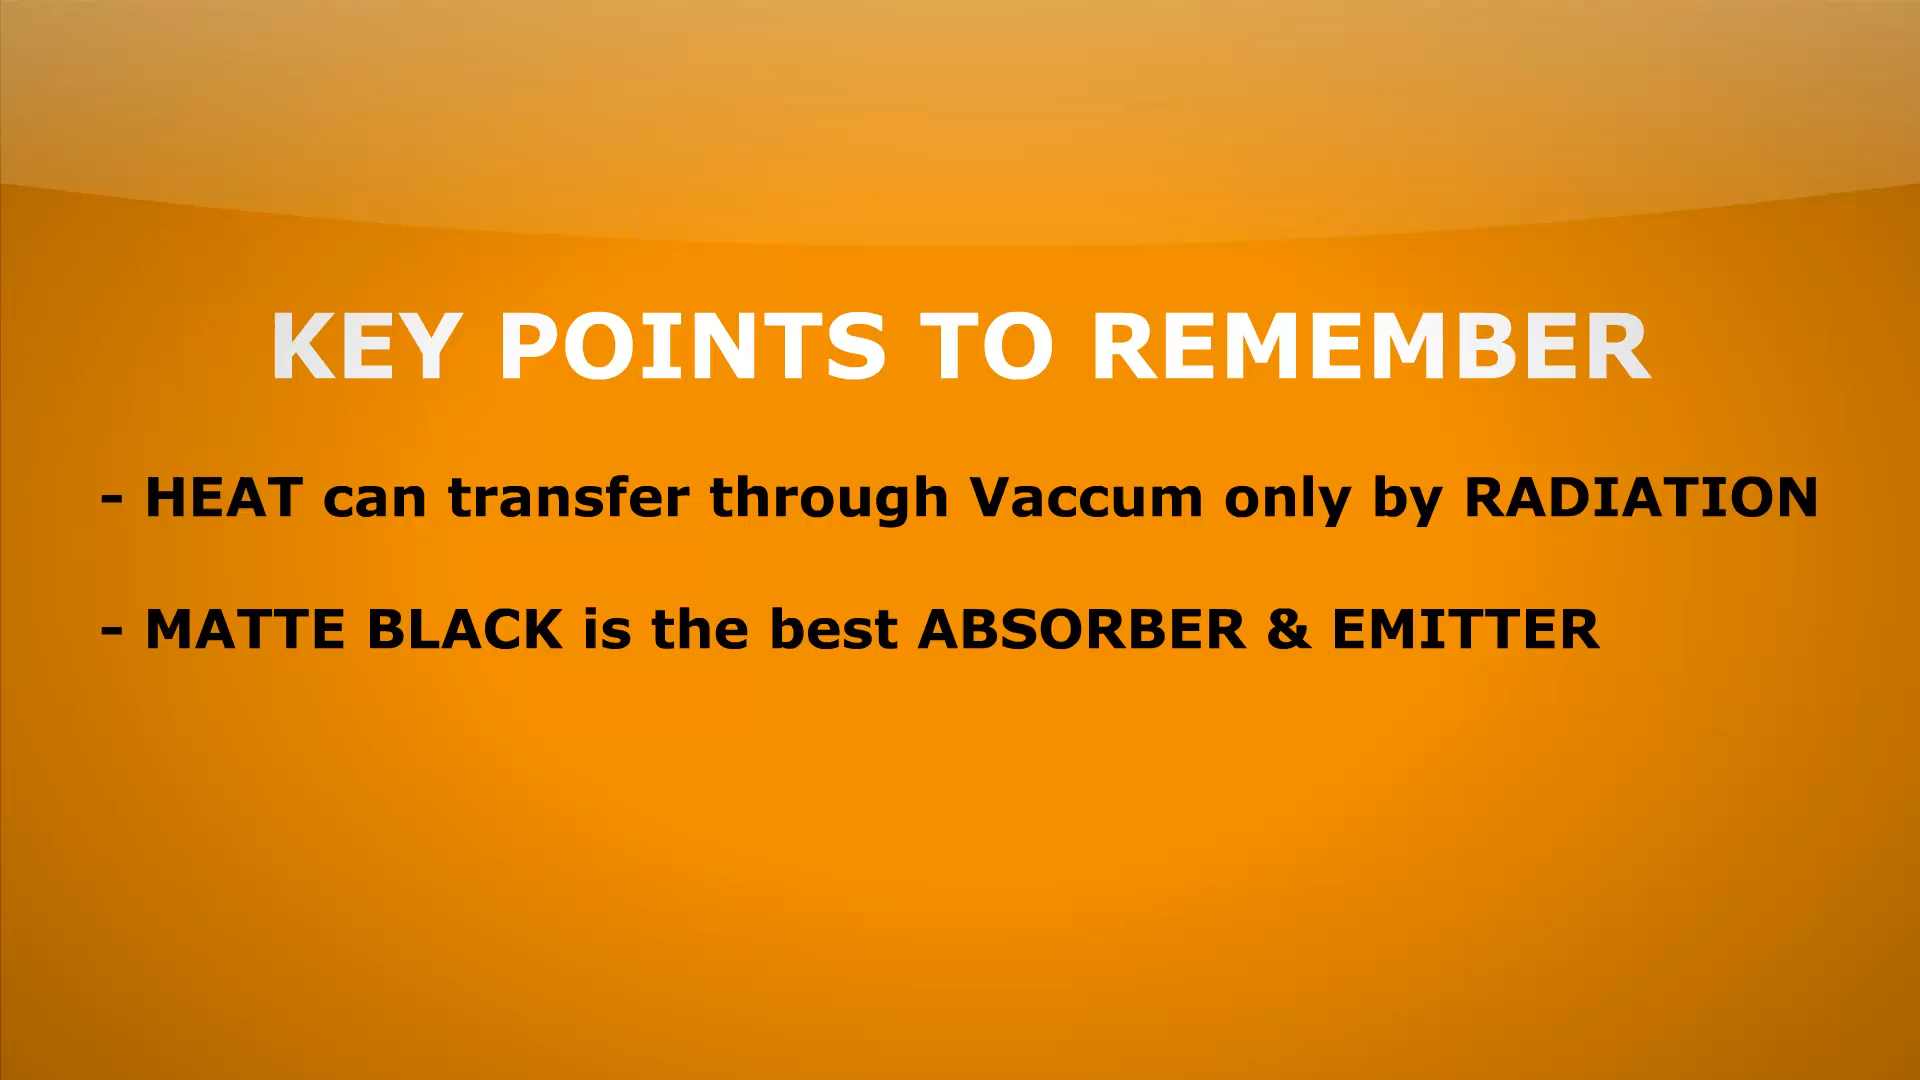 KEY POINTS TO REMEMBER
- HEAT can transfer through Vaccum only by RADIATION
- MATTE BLACK is the best ABSORBER & EMITTER